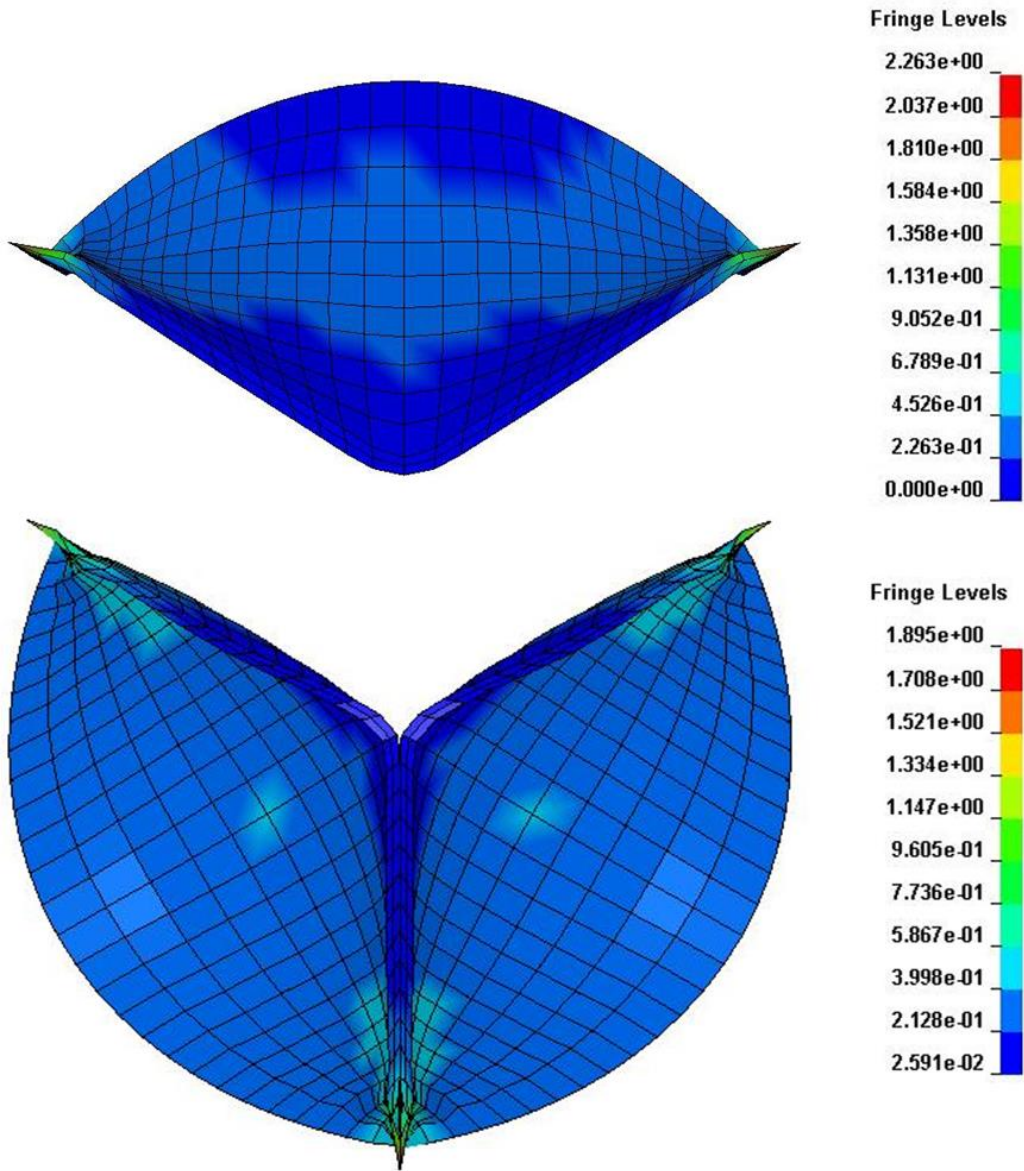 Fringe Levels
2.263e+00
2.037e+00
1.810e+00
1.584e+00
1.358e+00
1.131e+00
9.052e-01
6.789e-01
4.526e-01
2.263e-01
0.000e+00
Fringe Levels
1.895e+00
1.708e+00
1.521e+00
1.334e+00
1.147e+00
9.605e-01
7.736e-01
5.867e-01
3.998e-01
2.128e-01
2.591e-02